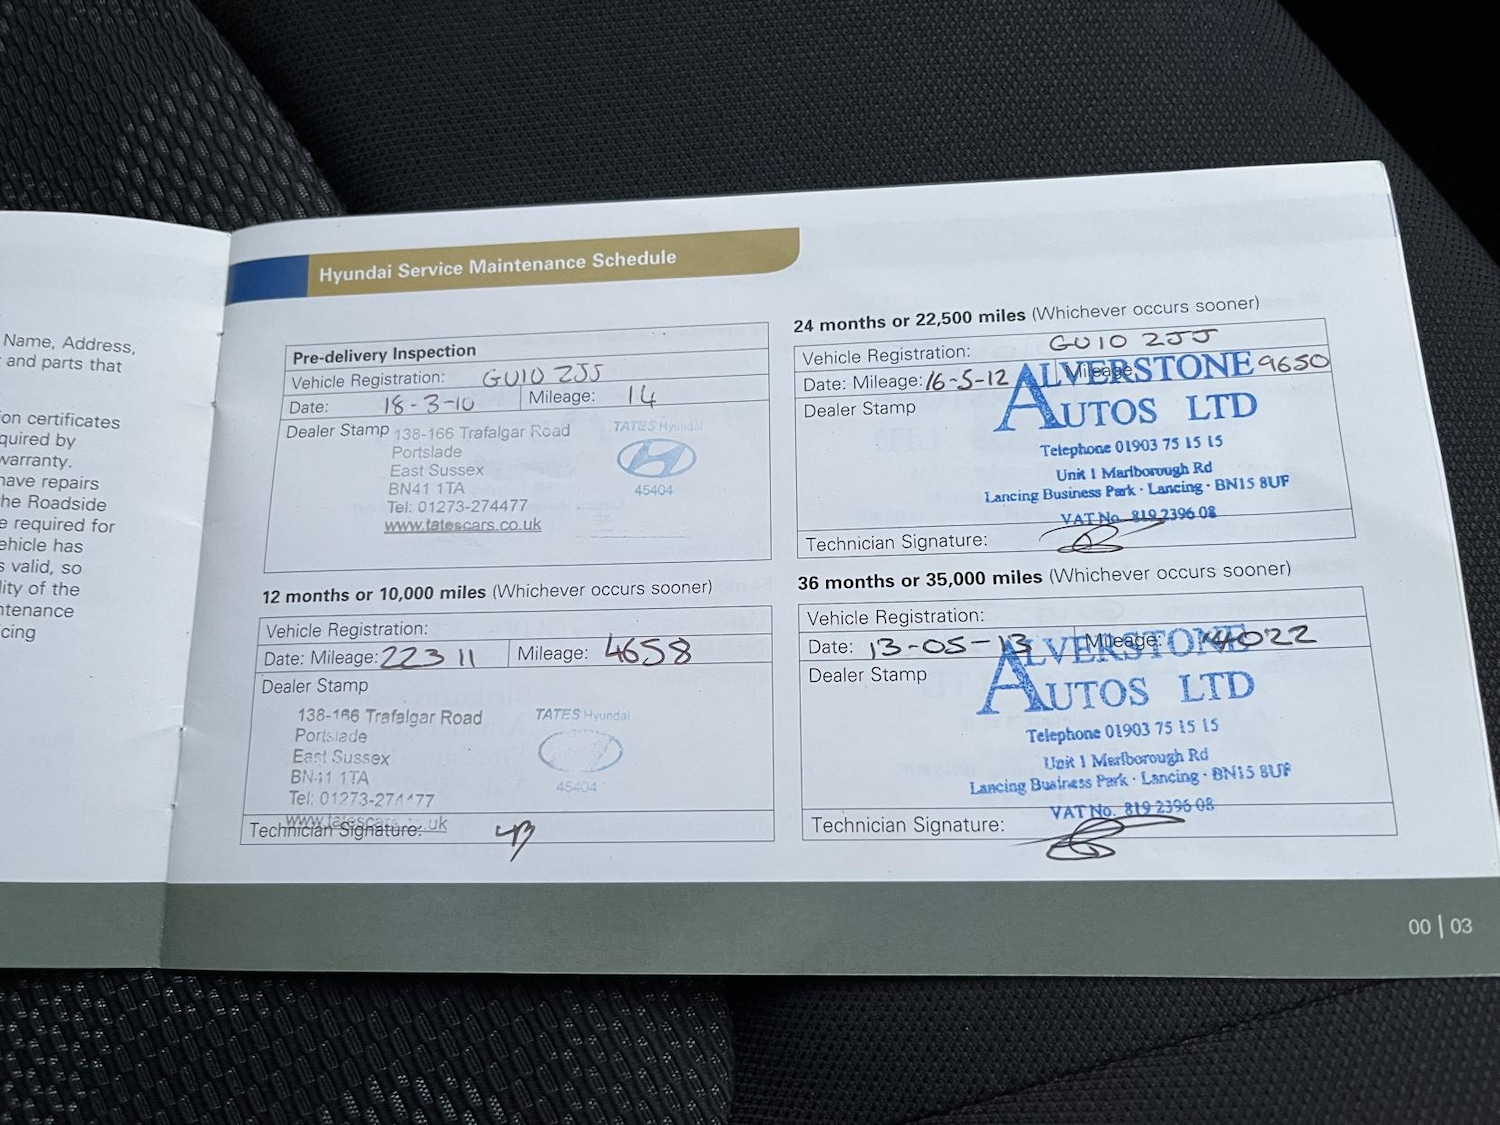 Name, Address,
and parts that
on certificates
quired by
warranty.
have repairs
the Roadside
e required for
ehicle has
s valid, so
lity of the
ntenance
cing
Hyundai Service Maintenance Schedule
Pre-delivery Inspection
Vehicle Registration: GU10 ZJJ
Date: 18-3-10 Mileage: 14
Dealer Stamp
138-166 Trafalgar Road
Portslade
East Sussex
BN41 1TA
Tel: 01273-274477
www.tatescars.co.uk
TATES Hyundai
45404
12 months or 10,000 miles (Whichever occurs sooner)
Vehicle Registration:
Date: Mileage: 22 3 11 Mileage: 4658
Dealer Stamp
138-166 Trafalgar Road
Portslade
East Sussex
BN41 1TA
Tel: 01273-274477
www.tatescars.co.uk
TATES Hyundai
45404
Technician Signature:
24 months or 22,500 miles (Whichever occurs sooner)
Vehicle Registration: GU10 ZJJ
Date: Mileage: 16-5-12 Mileage: 9650
Dealer Stamp
ALVERSTONE
AUTOS LTD
Telephone 01903 75 15 15
Unit 1 Marlborough Rd
Lancing Business Park · Lancing · BN15 8UF
VAT No. 819 2396 08
Technician Signature:
36 months or 35,000 miles (Whichever occurs sooner)
Vehicle Registration:
Date: 13-05-13 Mileage: 14022
Dealer Stamp
ALVERSTONE
AUTOS LTD
Telephone 01903 75 15 15
Unit 1 Marlborough Rd
Lancing Business Park · Lancing · BN15 8UF
VAT No. 819 2396 08
Technician Signature:
00 | 03